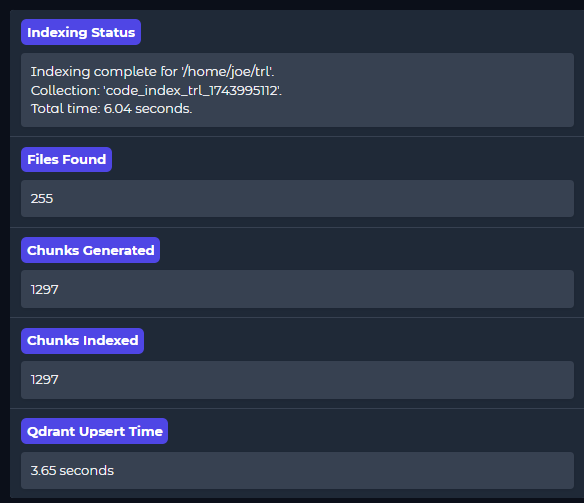 Indexing Status
Indexing complete for '/home/joe/trl'.
Collection: 'code_index_trl_1743995112'.
Total time: 6.04 seconds.
Files Found
255
Chunks Generated
1297
Chunks Indexed
1297
Qdrant Upsert Time
3.65 seconds